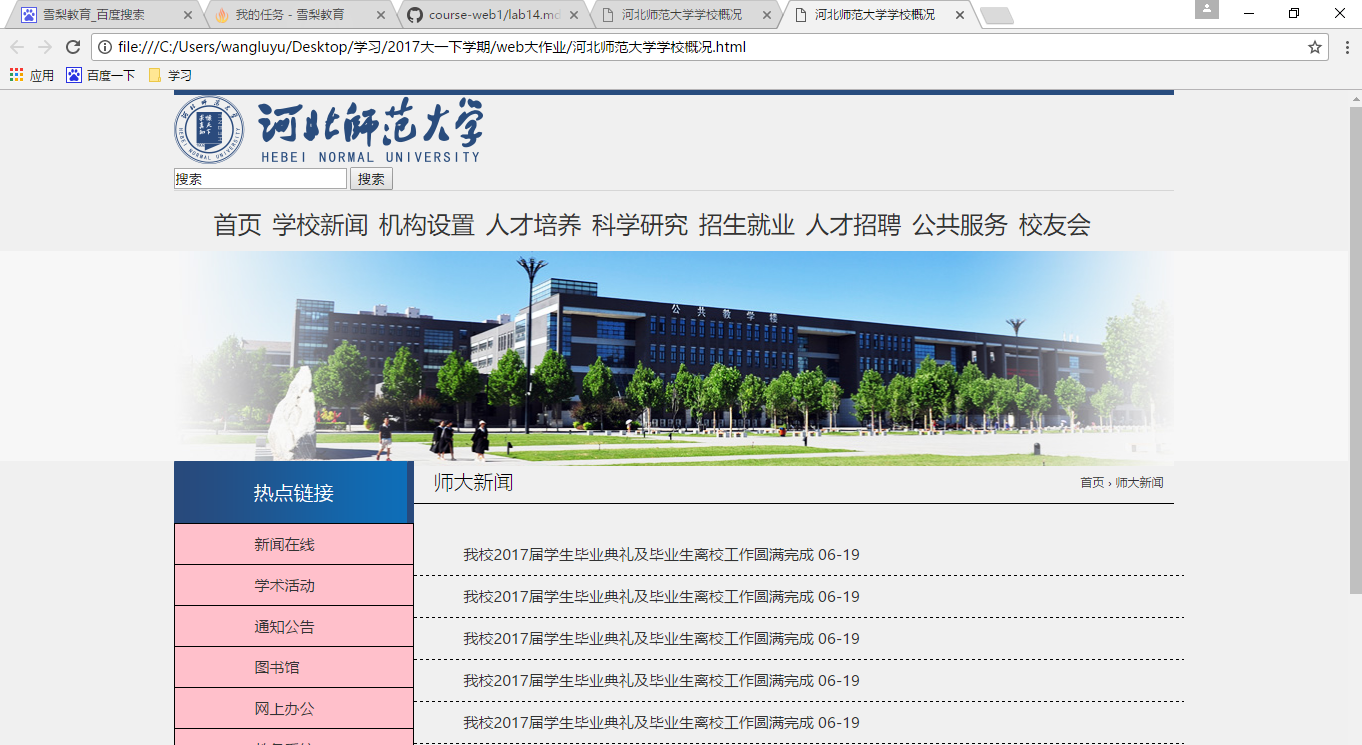 雪梨教育_百度搜索
我的任务 - 雪梨教育
course-web1/lab14.md
河北师范大学学校概况
河北师范大学学校概况
file:///C:/Users/wangluyu/Desktop/学习/2017大一下学期/web大作业/河北师范大学学校概况.html
应用 百度一下 学习
河北师范大学
HEBEI NORMAL UNIVERSITY
搜索 搜索
首页 学校新闻 机构设置 人才培养 科学研究 招生就业 人才招聘 公共服务 校友会
公共教学楼
热点链接
新闻在线
学术活动
通知公告
图书馆
网上办公
师大新闻 首页 › 师大新闻
我校2017届学生毕业典礼及毕业生离校工作圆满完成 06-19
我校2017届学生毕业典礼及毕业生离校工作圆满完成 06-19
我校2017届学生毕业典礼及毕业生离校工作圆满完成 06-19
我校2017届学生毕业典礼及毕业生离校工作圆满完成 06-19
我校2017届学生毕业典礼及毕业生离校工作圆满完成 06-19